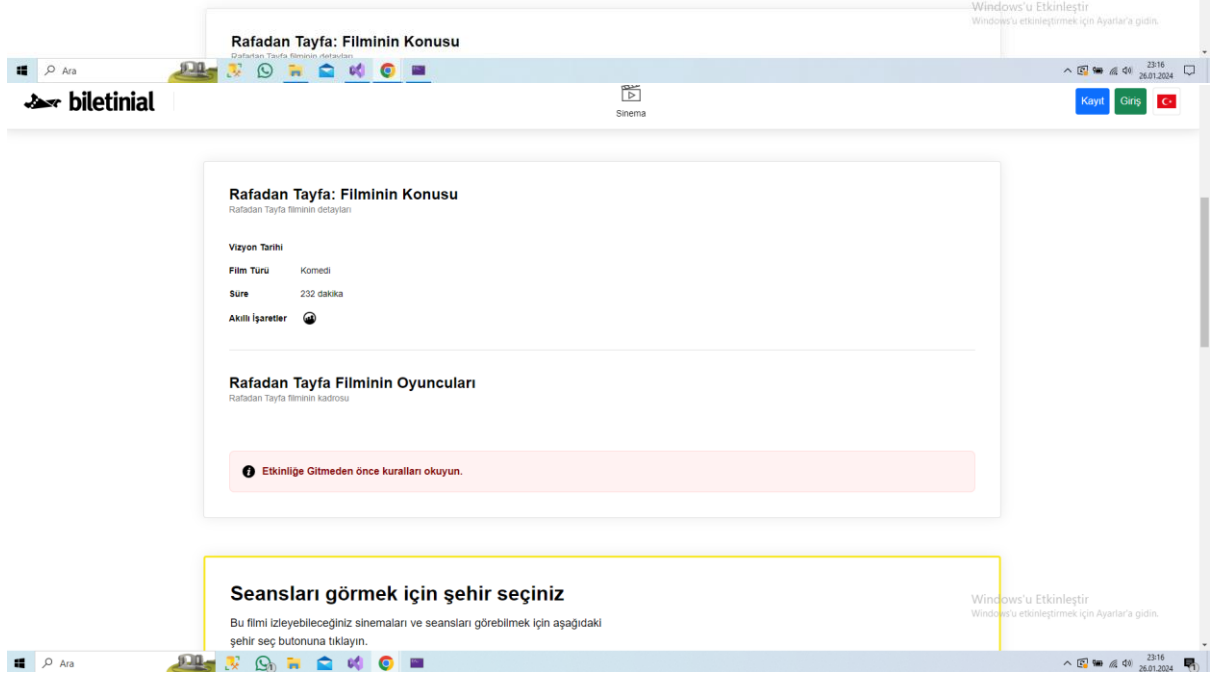 Windows'u Etkinleştir
Windows'u etkinleştirmek için Ayarlar'a gidin.
Rafadan Tayfa: Filminin Konusu
Rafadan Tayfa filminin detayları
Ara
23:16
26.01.2024
biletinial
Sinema
Kayıt
Giriş
Rafadan Tayfa: Filminin Konusu
Rafadan Tayfa filminin detayları
Vizyon Tarihi
Film Türü Komedi
Süre 232 dakika
Akıllı İşaretler
Rafadan Tayfa Filminin Oyuncuları
Rafadan Tayfa filminin kadrosu
Etkinliğe Gitmeden önce kuralları okuyun.
Seansları görmek için şehir seçiniz
Bu filmi izleyebileceğiniz sinemaları ve seansları görebilmek için aşağıdaki
şehir seç butonuna tıklayın.
Windows'u Etkinleştir
Windows'u etkinleştirmek için Ayarlar'a gidin.
Ara
23:16
26.01.2024